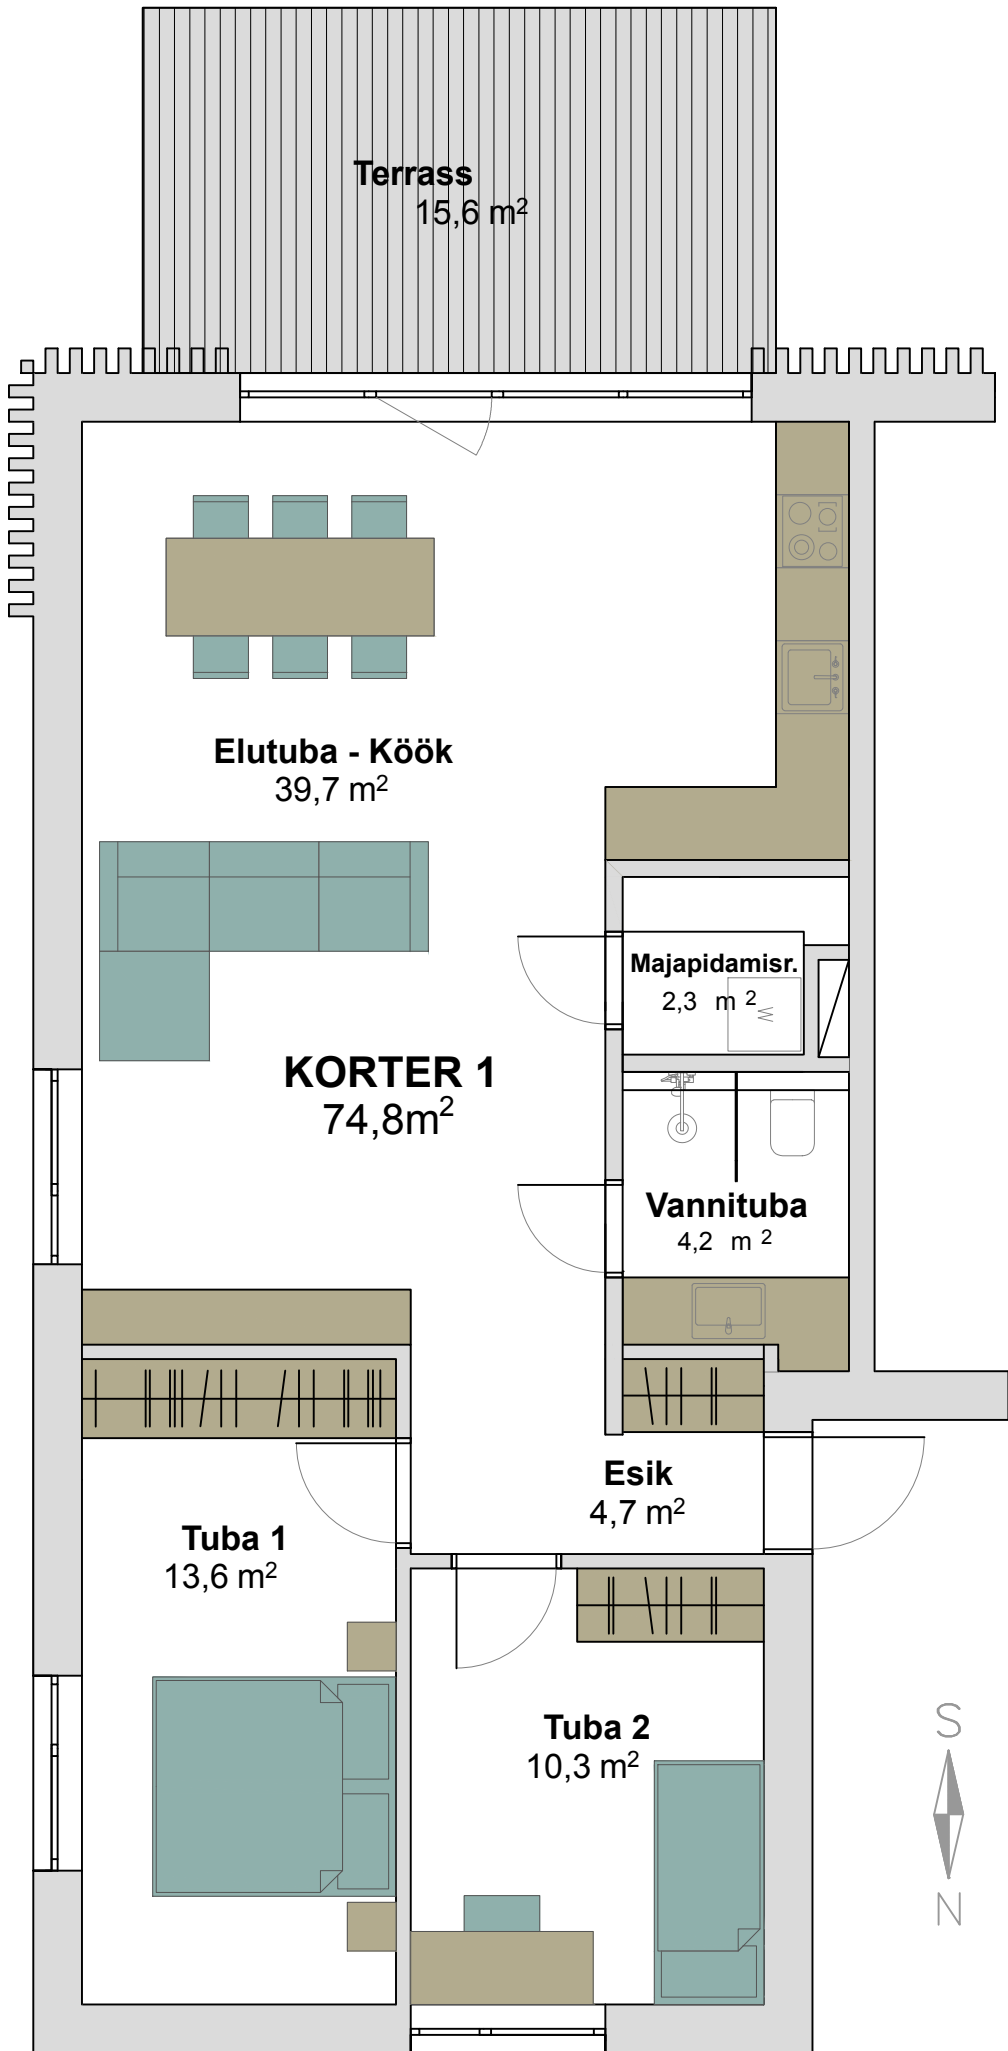 Terrass
15,6 m²
Elutuba - Köök
39,7 m²
Majapidamisr.
2,3 m ²
KORTER 1
74,8m²
Vannituba
4,2 m ²
Esik
4,7 m²
Tuba 1
13,6 m²
Tuba 2
10,3 m²
S
N